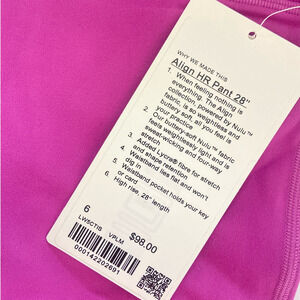 WHY WE MADE THIS
Align HR Pant 28"
1. When feeling nothing is
everything. The Align
collection, powered by Nulu™
fabric, is so weightless and
buttery soft, all you feel is
your practice
2. Our buttery-soft Nulu™ fabric
feels weightlessly light and is
sweat-wicking and four-way
stretch
3. Added Lycra® fibre for stretch
and shape retention
4. Waistband lies flat and won't
dig in
5. Waistband pocket holds your key
or card
6. High rise, 28" length
6
$98.00
LW5CTIS VPLM
000142202691